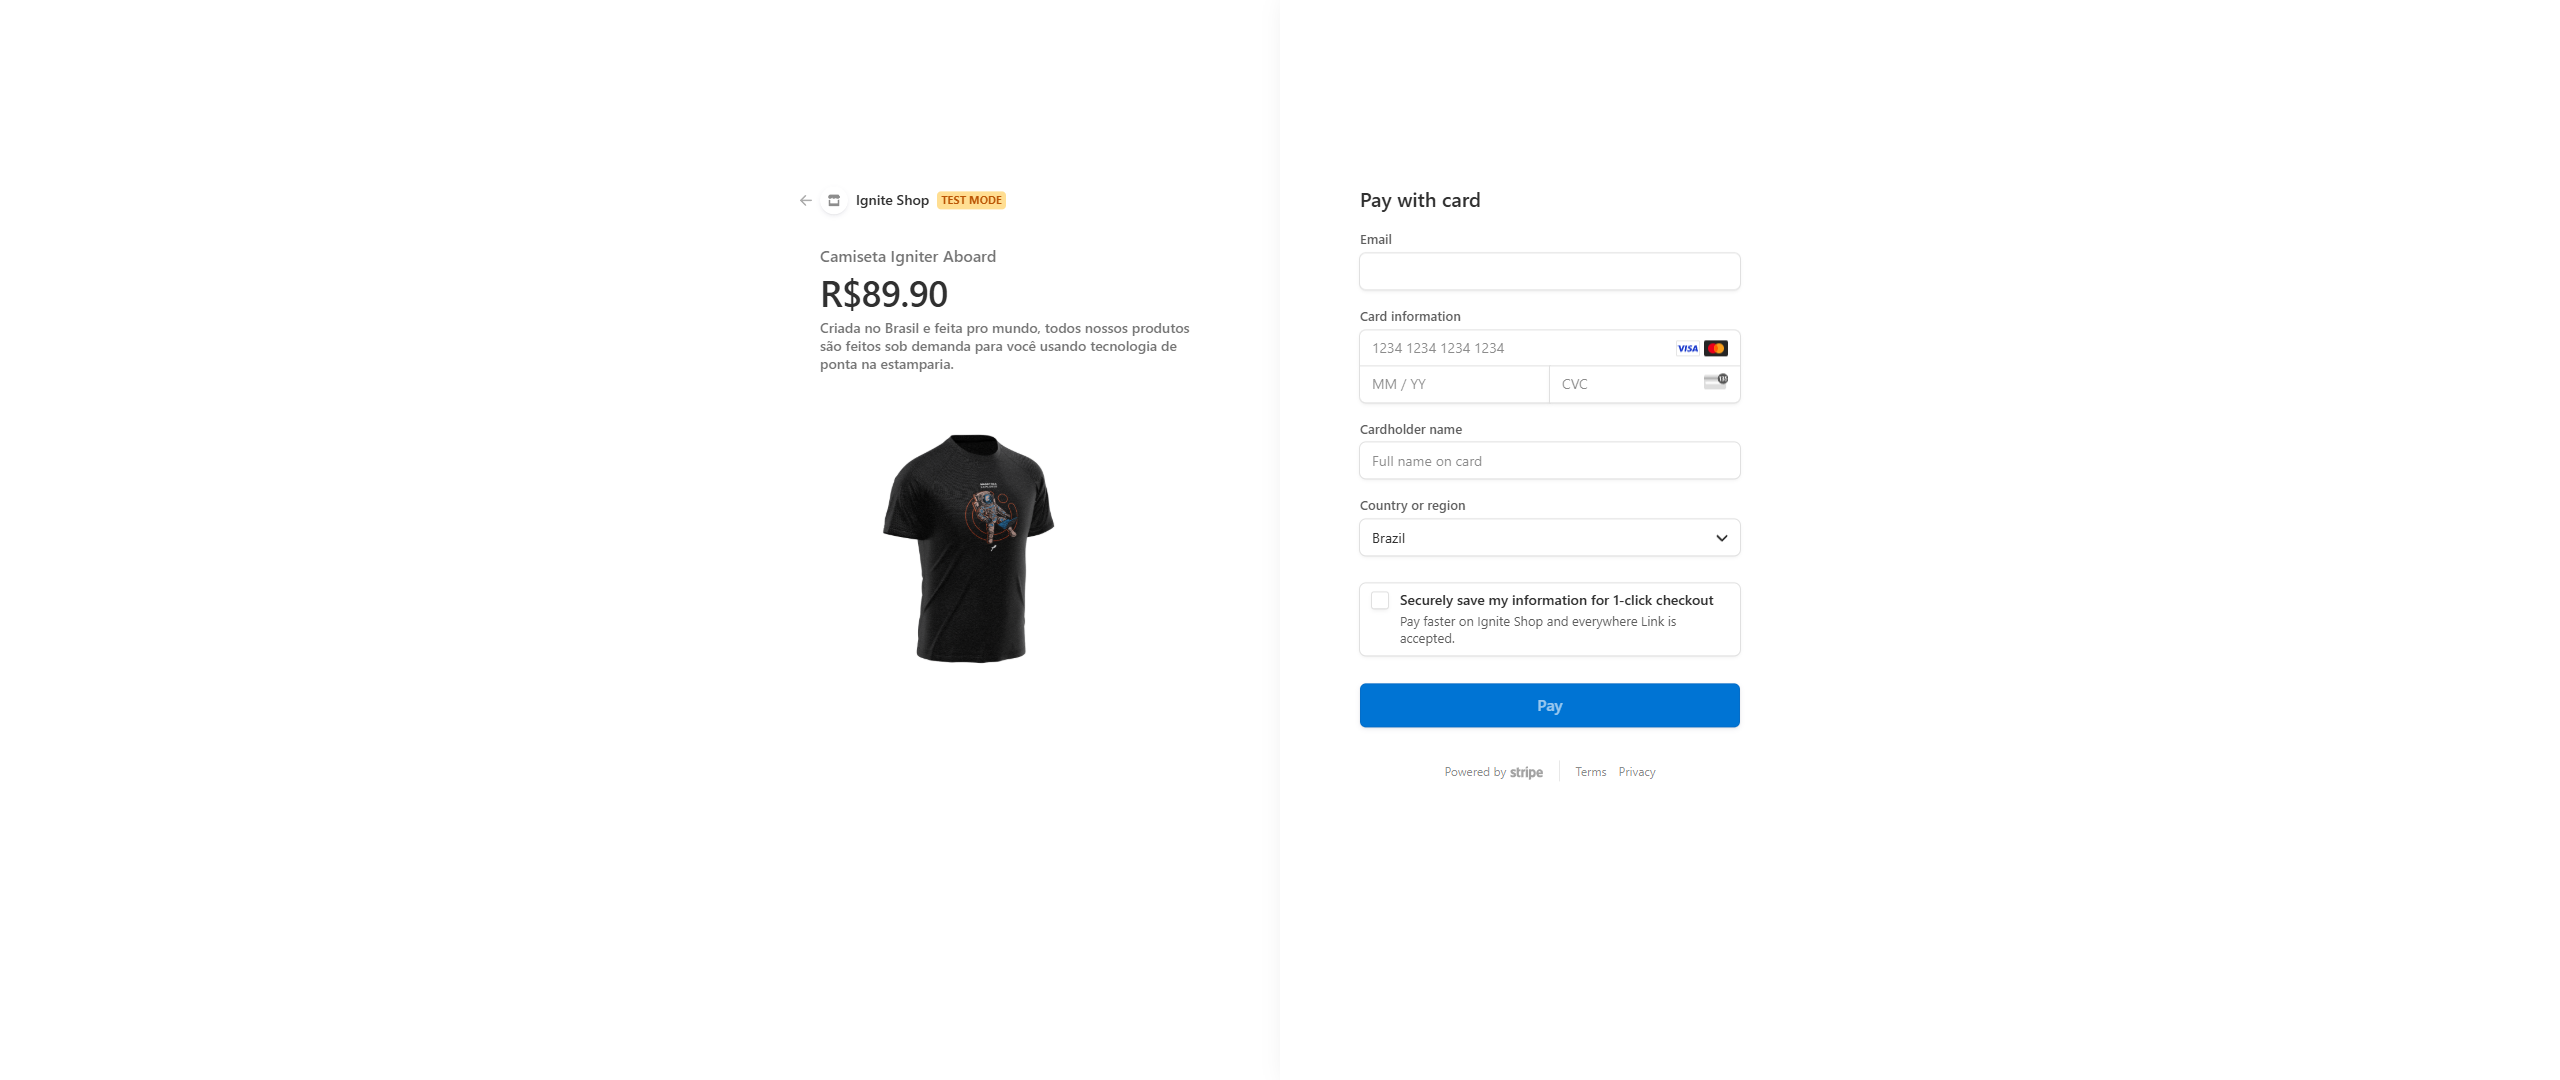 Ignite Shop TEST MODE
Camiseta Igniter Aboard
R$89.90
Criada no Brasil e feita pro mundo, todos nossos produtos
são feitos sob demanda para você usando tecnologia de
ponta na estamparia.
Pay with card
Email
Card information
1234 1234 1234 1234 VISA
MM / YY CVC
Cardholder name
Full name on card
Country or region
Brazil
Securely save my information for 1-click checkout
Pay faster on Ignite Shop and everywhere Link is
accepted.
Pay
Powered by stripe Terms Privacy